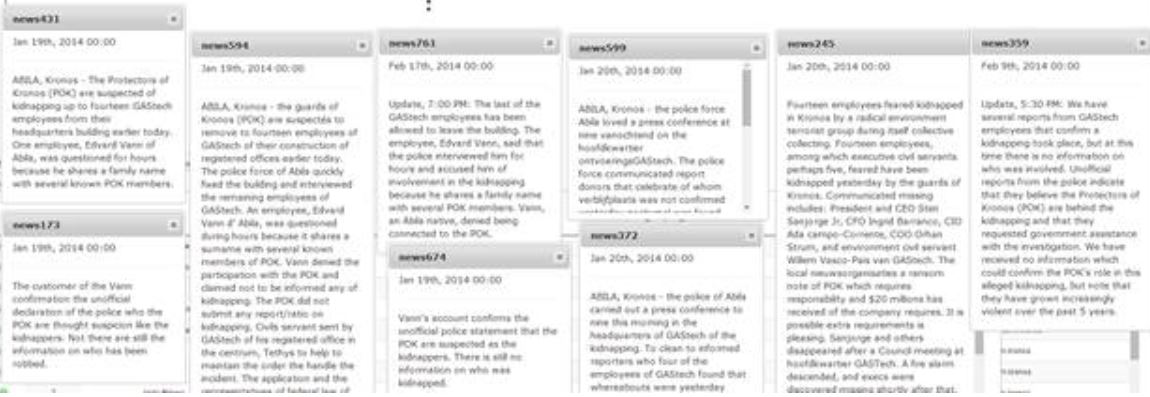 news431
Jan 19th, 2014 00:00
ABILA, Kronos - The Protectors of
Kronos (POK) are suspected of
kidnapping up to fourteen GAStech
employees from their
headquarters building earlier today.
One employee, Edvard Vann of
Abila, was questioned for hours
because he shares a family name
with several known POK members.
news173
Jan 19th, 2014 00:00
The customer of the Vann
confirmation the unofficial
declaration of the police who the
POK are thought suspicion like the
kidnappers. Not there are still the
information on who has been
robbed.
news594
Jan 19th, 2014 00:00
ABILA, Kronos - the guards of
Kronos (POK) are suspectés to
remove to fourteen employees of
GAStech of their construction of
registered offices earlier today.
The police force of Abila quickly
fixed the building and interviewed
the remaining employees of
GAStech. An employee, Edvard
Vann d' Abila, was questioned
during hours because it shares a
surname with several known
members of POK. Vann denied the
participation with the POK and
claimed not to be informed any of
kidnapping. The POK did not
submit any report/ratio on
kidnapping. Civils servant sent by
GAStech of his registered office in
the centrum, Tethys to help to
maintain the order the handle the
incident. The application and the
representatives of federal law of
news761
Feb 17th, 2014 00:00
Update, 7:00 PM: The last of the
GAStech employees has been
allowed to leave the building. The
employee, Edvard Vann, said that
the police interviewed him for
hours and accused him of
involvement in the kidnapping
because he shares a family name
with several POK members. Vann,
an Abila native, denied being
connected to the POK.
news674
Jan 19th, 2014 00:00
Vann's account confirms the
unofficial police statement that the
POK are suspected as the
kidnappers. There is still no
information on who was
kidnapped.
news599
Jan 20th, 2014 00:00
ABILA, Kronos - the police force
Abila loved a press conference at
nine vanochtend on the
hoofdkwarter
ontvoeringsGAStech. The police
force communicated report
donors that celebrate of whom
verblijfplaats was not confirmed
news372
Jan 20th, 2014 00:00
ABILA, Kronos - the police of Abila
carried out a press conference to
nine this morning in the
headquarters of GAStech of the
kidnapping. To clean to informed
reporters who four of the
employees of GAStech found that
whereabouts were yesterday
news245
Jan 20th, 2014 00:00
Fourteen employees feared kidnapped
in Kronos by a radical environment
terrorist group during itself collective
collecting. Fourteen employees,
among which executive civil servants
perhaps five, feared have been
kidnapped yesterday by the guards of
Kronos. Communicated missing
includes: President and CEO Sten
Sanjorge Jr, CFO Ingrid Barranco, CIO
Ada campo-Corrente, COO Orhan
Strum, and environment civil servant
Willem Vasco-Pais van GAStech. The
local nieuwsorganisaties a ransom
note of POK which requires
responsibility and $20 millions has
received of the company requires. It is
possible extra requirements is
pleasing. Sanjorge and others
disappeared after a Council meeting at
hoofdkwarter GASTech. A fire alarm
descended, and execs were
discovered missing shortly after that.
news359
Feb 9th, 2014 00:00
Update, 5:30 PM: We have
several reports from GAStech
employees that confirm a
kidnapping took place, but at this
time there is no information on
who was involved. Unofficial
reports from the police indicate
that they believe the Protectors of
Kronos (POK) are behind the
kidnapping and that they
requested government assistance
with the investigation. We have
received no information which
could confirm the POK's role in this
alleged kidnapping, but note that
they have grown increasingly
violent over the past 5 years.